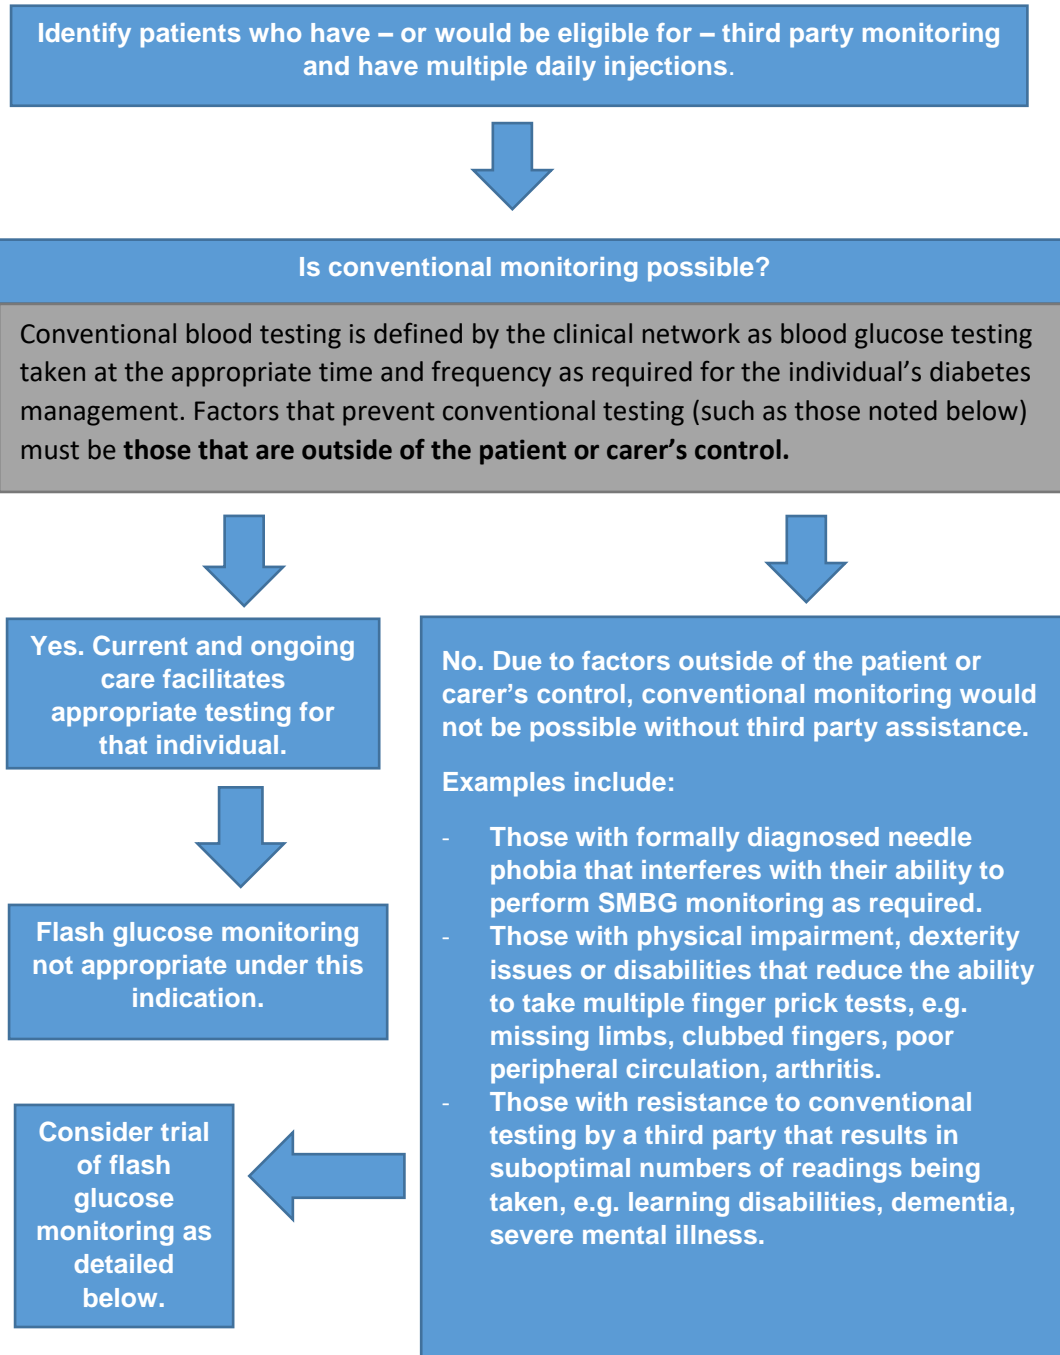 Identify patients who have – or would be eligible for – third party monitoring
and have multiple daily injections.
Is conventional monitoring possible?
Conventional blood testing is defined by the clinical network as blood glucose testing
taken at the appropriate time and frequency as required for the individual's diabetes
management. Factors that prevent conventional testing (such as those noted below)
must be those that are outside of the patient or carer's control.
Yes. Current and ongoing
care facilitates
appropriate testing for
that individual.
Flash glucose monitoring
not appropriate under this
indication.
No. Due to factors outside of the patient or
carer's control, conventional monitoring would
not be possible without third party assistance.
Examples include:
- Those with formally diagnosed needle
phobia that interferes with their ability to
perform SMBG monitoring as required.
- Those with physical impairment, dexterity
issues or disabilities that reduce the ability
to take multiple finger prick tests, e.g.
missing limbs, clubbed fingers, poor
peripheral circulation, arthritis.
- Those with resistance to conventional
testing by a third party that results in
suboptimal numbers of readings being
taken, e.g. learning disabilities, dementia,
severe mental illness.
Consider trial
of flash
glucose
monitoring as
detailed
below.